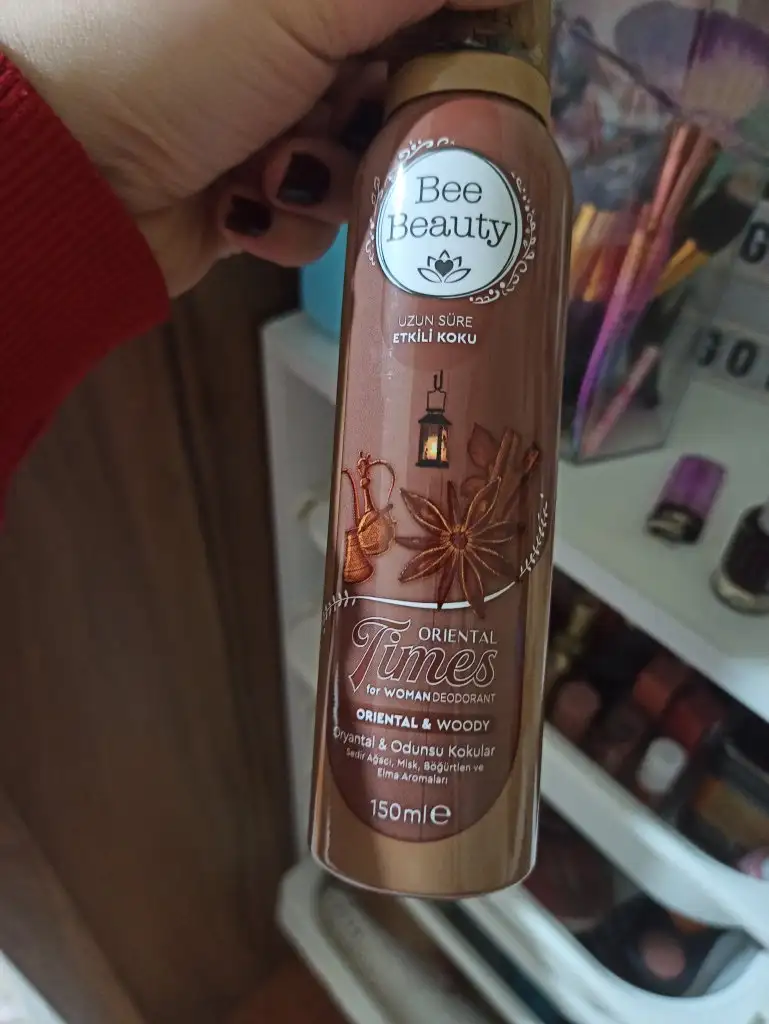 Bee
Beauty
UZUN SÜRE
ETKİLİ KOKU
ORIENTAL
Times
for WOMAN DEODORANT
ORIENTAL & WOODY
Oryantal & Odunsu Kokular
Sedir Ağacı, Misk, Böğürtlen ve
Elma Aromaları
150ml e
G
GO